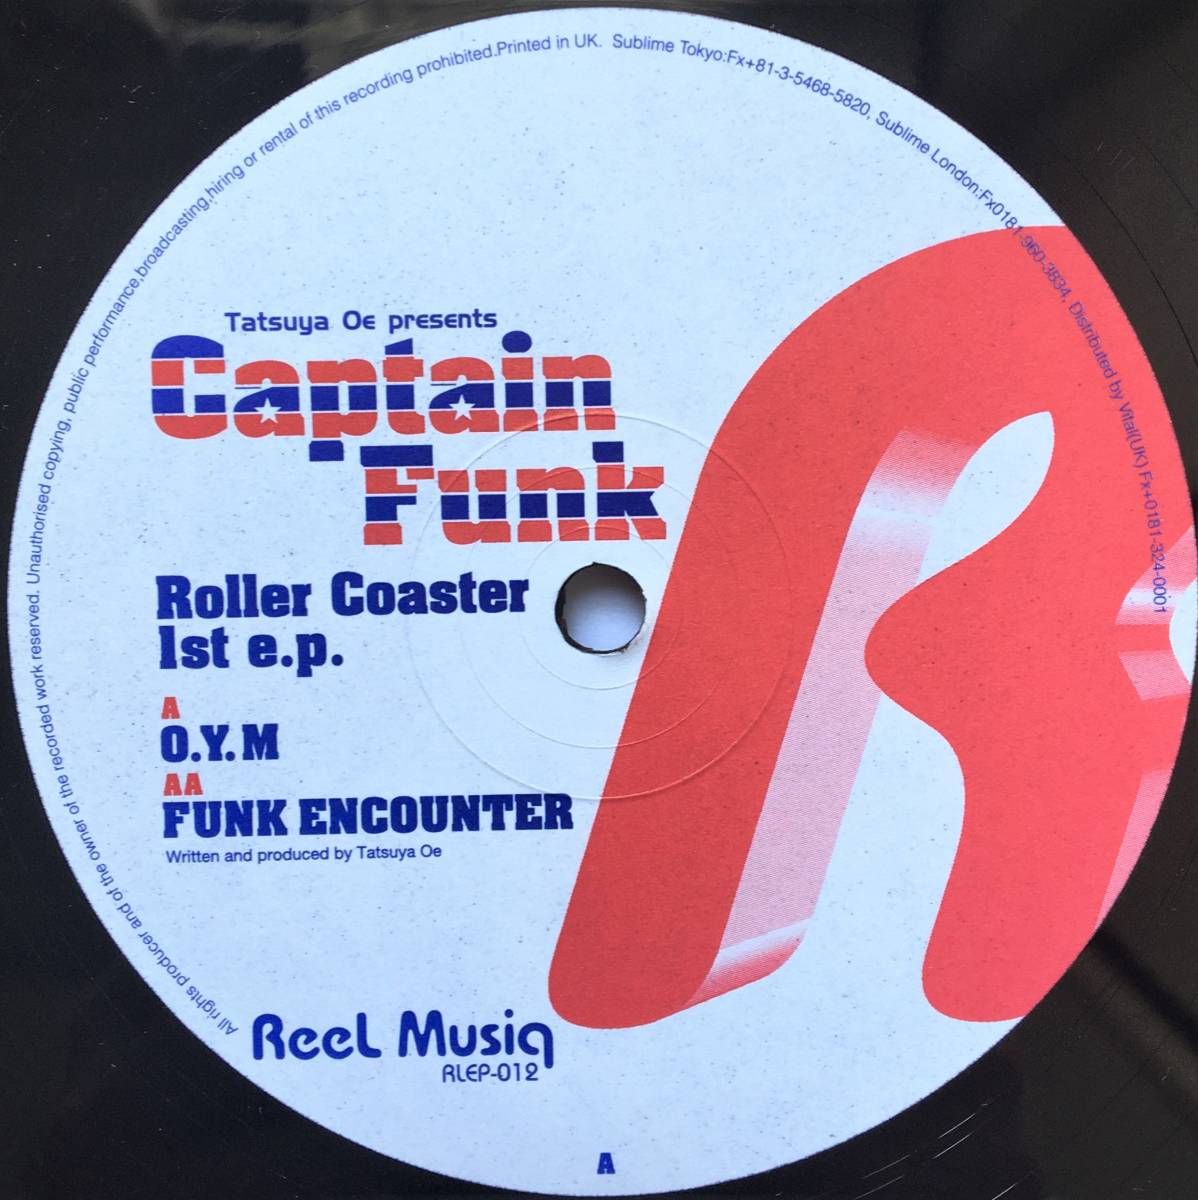 All rights producer and of the owner of the recorded work reserved. Unauthorised copying, public performance,broadcasting,hiring or rental of this recording prohibited.Printed in UK. Sublime Tokyo:Fx+81-3-5468-5820, Sublime London:Fx0181-960-3834, Distributed by Vital(UK) Fx+0181-324-0001
Tatsuya Oe presents
Captain
Funk
Roller Coaster
1st e.p.
A
O.Y.M
AA
FUNK ENCOUNTER
Written and produced by Tatsuya Oe
Reel Musiq
RLEP-012
A